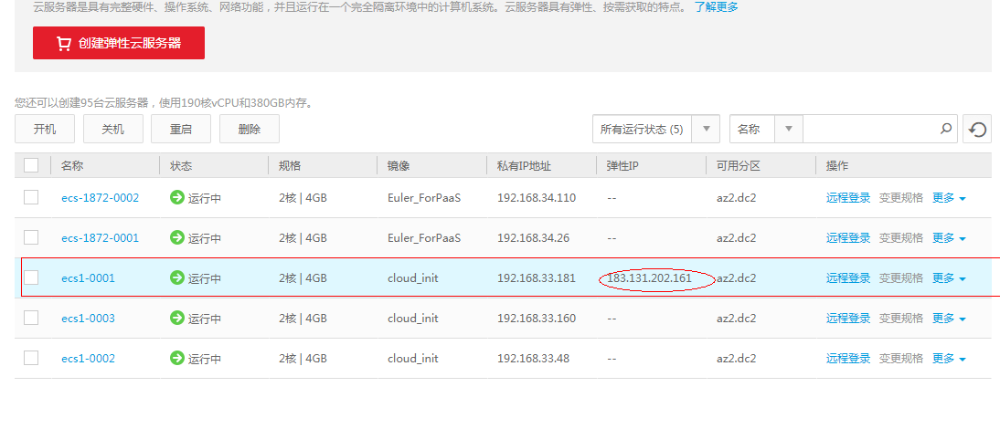 云服务器是具有完整硬件、操作系统、网络功能，并且运行在一个完全隔离环境中的计算机系统。云服务器具有弹性、按需获取的特点。 了解更多
创建弹性云服务器
您还可以创建95台云服务器，使用190核vCPU和380GB内存。
开机 关机 重启 删除 所有运行状态 (5) 名称
名称 状态 规格 镜像 私有IP地址 弹性IP 可用分区 操作
ecs-1872-0002 运行中 2核 | 4GB Euler_ForPaaS 192.168.34.110 -- az2.dc2 远程登录 变更规格 更多
ecs-1872-0001 运行中 2核 | 4GB Euler_ForPaaS 192.168.34.26 -- az2.dc2 远程登录 变更规格 更多
ecs1-0001 运行中 2核 | 4GB cloud_init 192.168.33.181 183.131.202.161 az2.dc2 远程登录 变更规格 更多
ecs1-0003 运行中 2核 | 4GB cloud_init 192.168.33.160 -- az2.dc2 远程登录 变更规格 更多
ecs1-0002 运行中 2核 | 4GB cloud_init 192.168.33.48 -- az2.dc2 远程登录 变更规格 更多